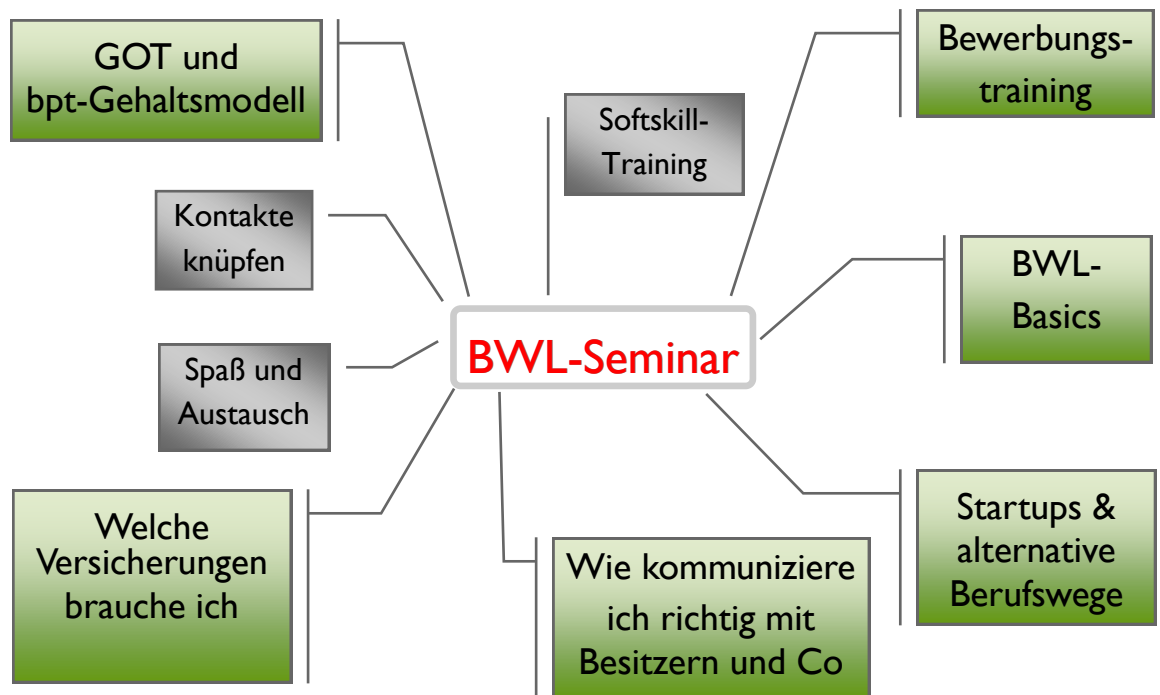 GOT und
bpt-Gehaltsmodell
Softskill-
Training
Bewerbungs-
training
Kontakte
knüpfen
BWL-
Basics
BWL-Seminar
Spaß und
Austausch
Welche
Versicherungen
brauche ich
Wie kommuniziere
ich richtig mit
Besitzern und Co
Startups &
alternative
Berufswege